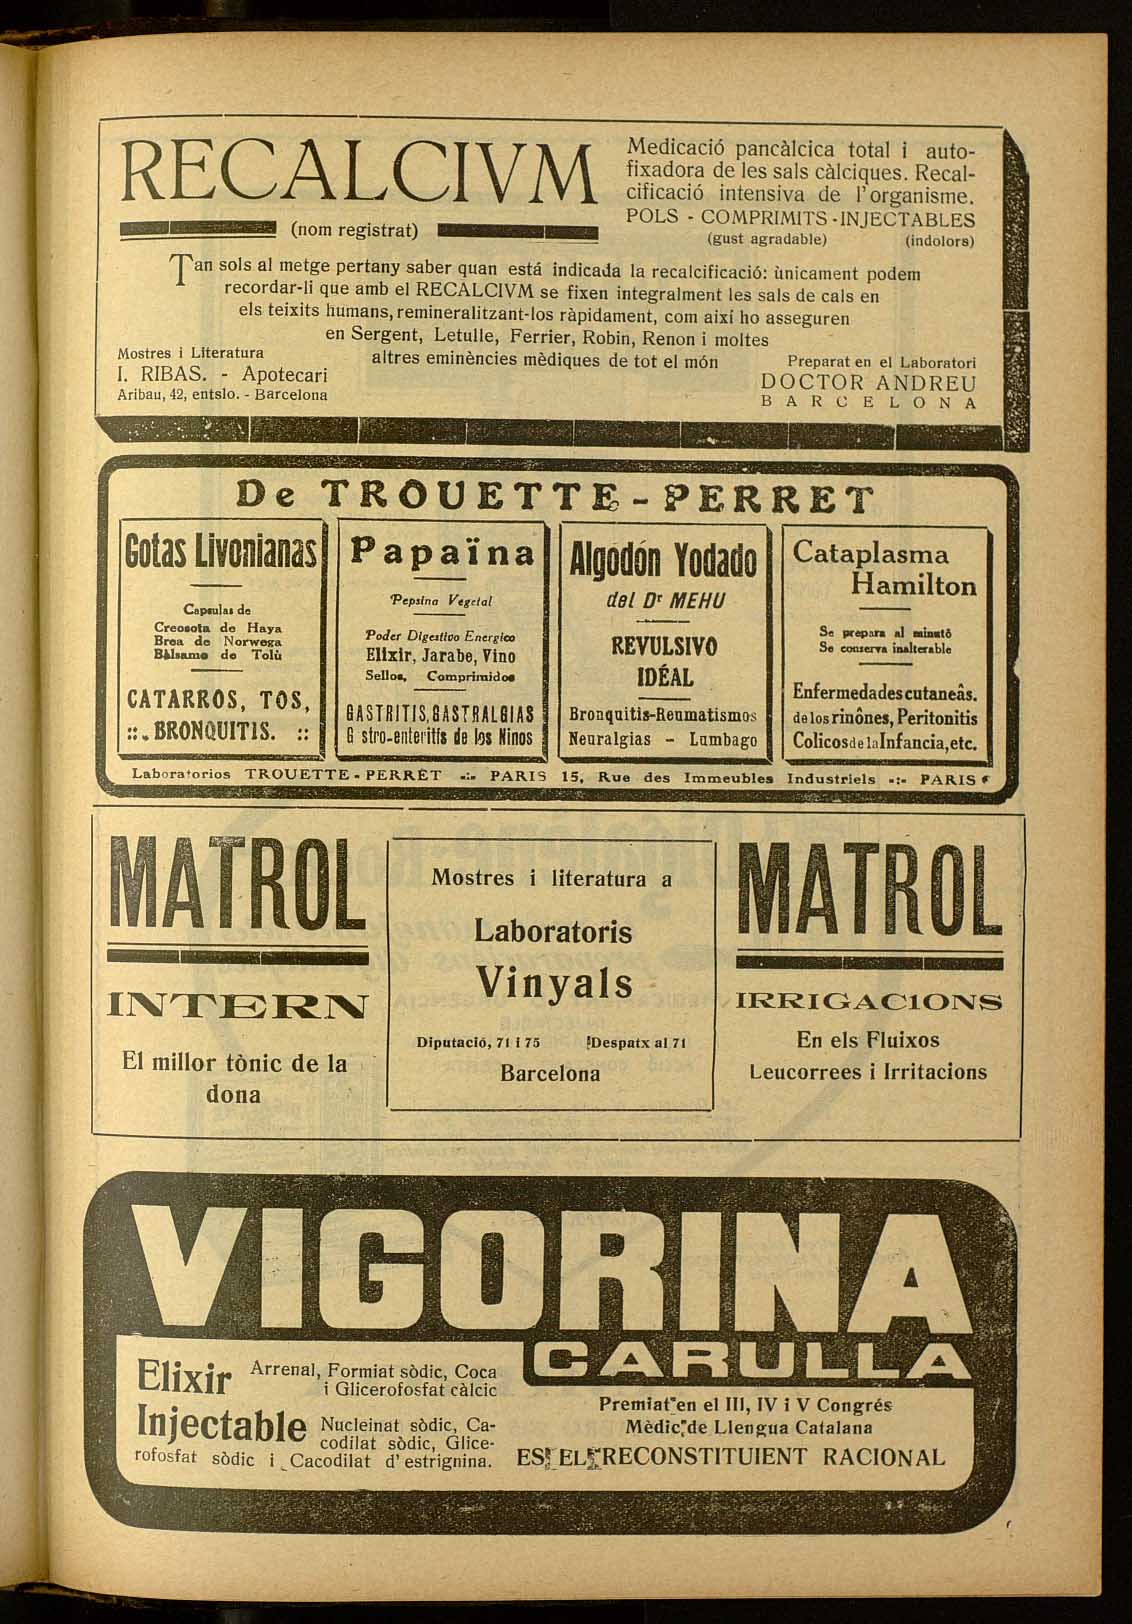 RECALCIVM
(nom registrat)
Medicació pancàlcica total i auto-
fixadora de les sals càlciques. Recal-
cificació intensiva de l'organisme.
POLS - COMPRIMITS - INJECTABLES
(gust agradable) (indolors)
Tan sols al metge pertany saber quan está indicada la recalcificació: ùnicament podem
recordar-li que amb el RECALCIVM se fixen integralment les sals de cals en
els teixits humans, remineralitzant-los ràpidament, com així ho asseguren
en Sergent, Letulle, Ferrier, Robin, Renon i moltes
altres eminències mèdiques de tot el món
Mostres i Literatura
I. RIBAS. - Apotecari
Aribau, 42, entslo. - Barcelona
Preparat en el Laboratori
DOCTOR ANDREU
BARCELONA
De TROUETTE-PERRET
Gotas Livonianas
Capsulas de
Creosota de Haya
Brea de Norwega
Bàlsamo de Tolù
CATARROS, TOS,
BRONQUITIS.
Papaïna
Pepsina Vegetal
Poder Digestivo Energico
Elixir, Jarabe, Vino
Sellos, Comprimidos
GASTRITIS, GASTRALGIAS
G stro-enteritis de los Ninos
Algodón Yodado
del Dr MEHU
REVULSIVO
IDÉAL
Bronquitis-Reumatismos
Neuralgias - Lumbago
Cataplasma
Hamilton
Se prepara al minutô
Se conserva inalterable
Enfermedades cutaneâs.
de los rinônes, Peritonitis
Colicos de la Infancia, etc.
Laboratorios TROUETTE-PERRET -:- PARIS 15, Rue des Immeubles Industriels -:- PARIS
MATROL
INTERN
El millor tònic de la
dona
Mostres i literatura a
Laboratoris
Vinyals
Diputació, 71 i 75 !Despatx al 71
Barcelona
MATROL
IRRIGAC1ONS
En els Fluixos
Leucorrees i Irritacions
VIGORINA
CARULLA
Elixir Arrenal, Formiat sòdic, Coca
i Glicerofosfat càlcic
Injectable Nucleinat sòdic, Ca-
codilat sòdic, Glice-
rofosfat sòdic i Cacodilat d'estrignina.
Premiat en el III, IV i V Congrés
Mèdic de Llengua Catalana
ES EL RECONSTITUIENT RACIONAL